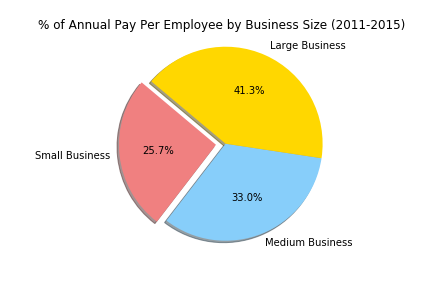 % of Annual Pay Per Employee by Business Size (2011-2015)
Large Business
41.3%
Small Business
25.7%
33.0%
Medium Business